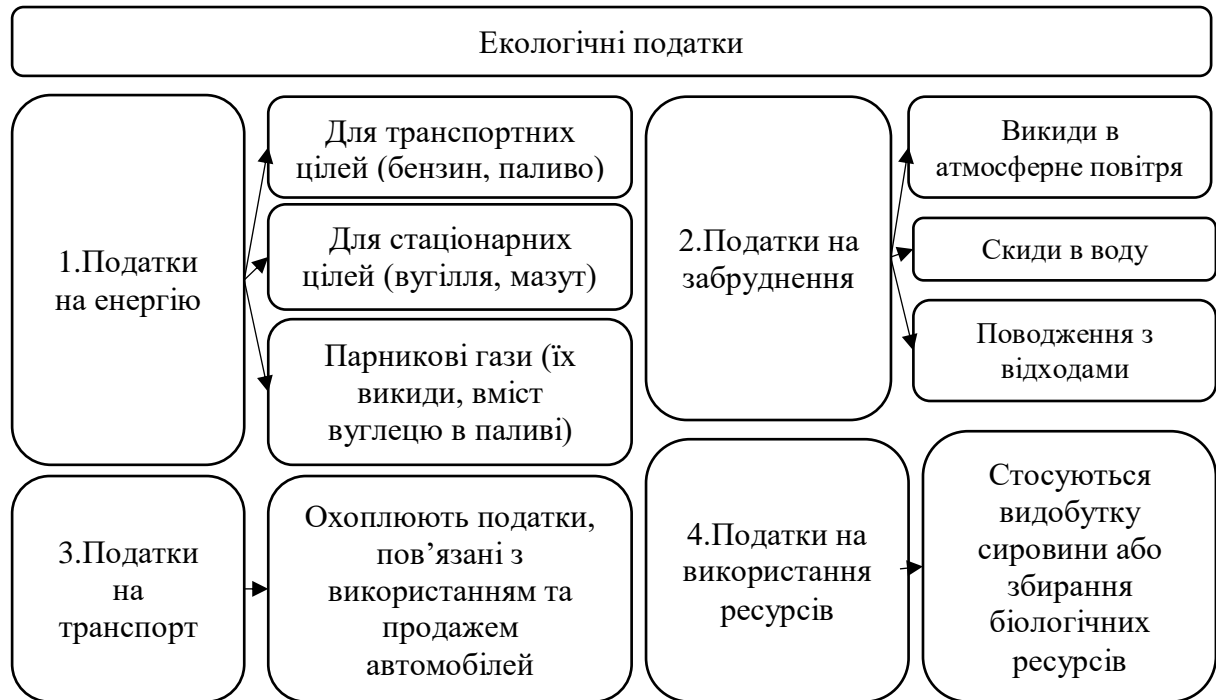 Екологічні податки
1.Податки
на енергію
Для транспортних
цілей (бензин, паливо)
Для стаціонарних
цілей (вугілля, мазут)
Парникові гази (їх
викиди, вміст
вуглецю в паливі)
2.Податки на
забруднення
Викиди в
атмосферне повітря
Скиди в воду
Поводження з
відходами
3.Податки
на
транспорт
Охоплюють податки,
пов’язані з
використанням та
продажем
автомобілей
4.Податки на
використання
ресурсів
Стосуються
видобутку
сировини або
збирання
біологічних
ресурсів